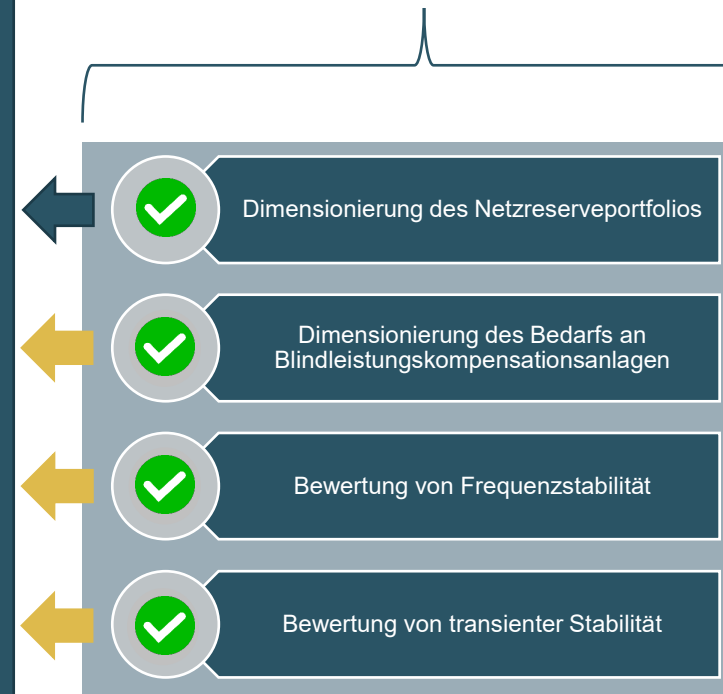 Dimensionierung des Netzreserveportfolios
Dimensionierung des Bedarfs an
Blindleistungskompensationsanlagen
Bewertung von Frequenzstabilität
Bewertung von transienter Stabilität